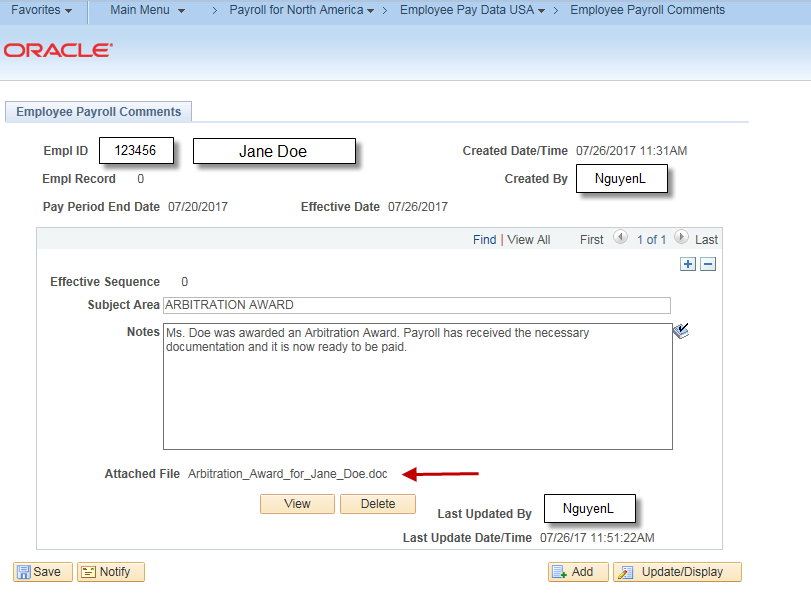 Favorites Main Menu > Payroll for North America > Employee Pay Data USA > Employee Payroll Comments
ORACLE
Employee Payroll Comments
Empl ID 123456 Jane Doe Created Date/Time 07/26/2017 11:31AM
Empl Record 0 Created By NguyenL
Pay Period End Date 07/20/2017 Effective Date 07/26/2017
Find | View All First 1 of 1 Last
Effective Sequence 0
Subject Area ARBITRATION AWARD
Notes Ms. Doe was awarded an Arbitration Award. Payroll has received the necessary
documentation and it is now ready to be paid.
Attached File Arbitration_Award_for_Jane_Doe.doc
View Delete Last Updated By NguyenL
Last Update Date/Time 07/26/17 11:51:22AM
Save Notify Add Update/Display